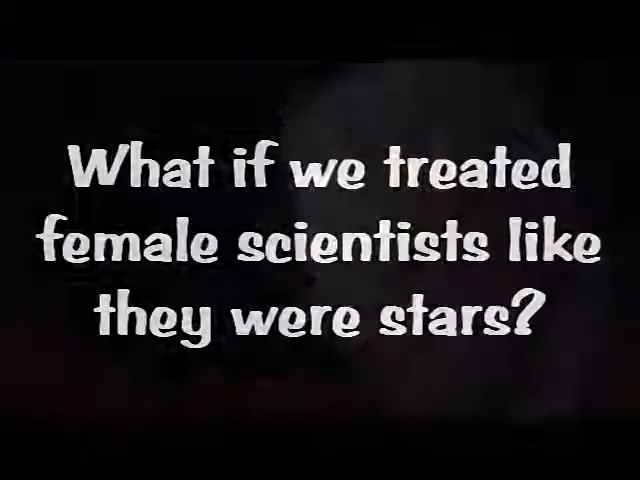 What if we treated
female scientists like
they were stars?